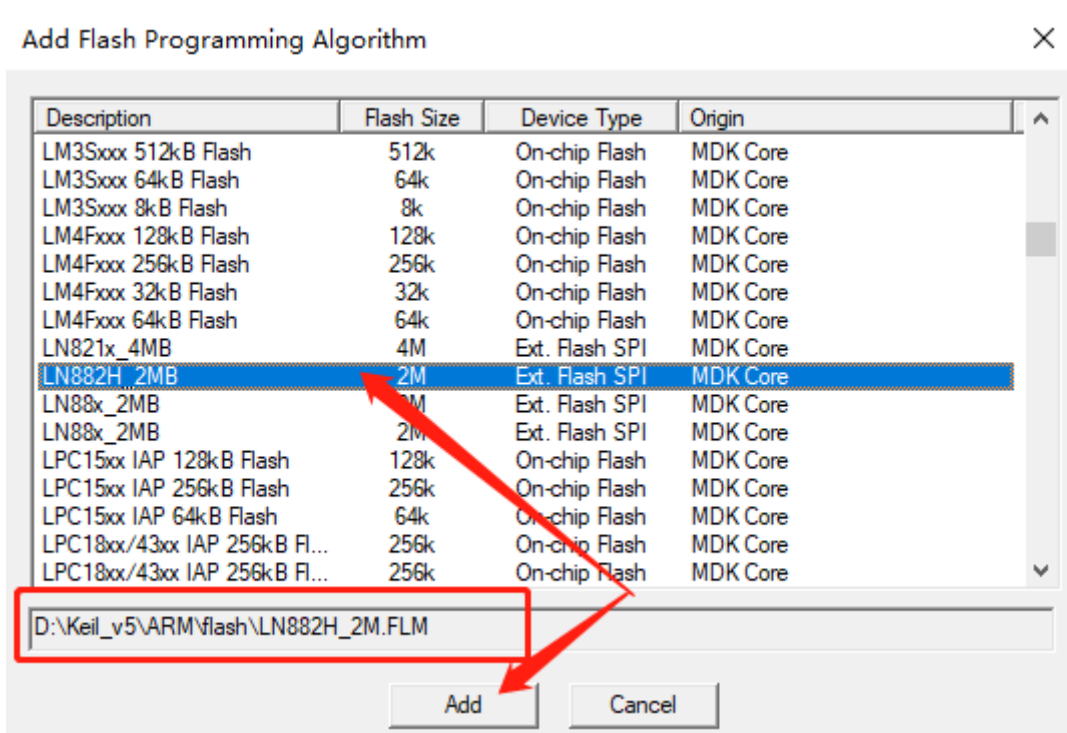 Add Flash Programming Algorithm
Description Flash Size Device Type Origin
LM3Sxxx 512kB Flash 512k On-chip Flash MDK Core
LM3Sxxx 64kB Flash 64k On-chip Flash MDK Core
LM3Sxxx 8kB Flash 8k On-chip Flash MDK Core
LM4Fxxx 128kB Flash 128k On-chip Flash MDK Core
LM4Fxxx 256kB Flash 256k On-chip Flash MDK Core
LM4Fxxx 32kB Flash 32k On-chip Flash MDK Core
LM4Fxxx 64kB Flash 64k On-chip Flash MDK Core
LN821x_4MB 4M Ext. Flash SPI MDK Core
LN882H_2MB 2M Ext. Flash SPI MDK Core
LN88x_2MB 2M Ext. Flash SPI MDK Core
LN88x_2MB 2M Ext. Flash SPI MDK Core
LPC15xx IAP 128kB Flash 128k On-chip Flash MDK Core
LPC15xx IAP 256kB Flash 256k On-chip Flash MDK Core
LPC15xx IAP 64kB Flash 64k On-chip Flash MDK Core
LPC18xx/43xx IAP 256kB Fl... 256k On-chip Flash MDK Core
LPC18xx/43xx IAP 256kB Fl... 256k On-chip Flash MDK Core
D:\Keil_v5\ARM\flash\LN882H_2M.FLM
Add Cancel